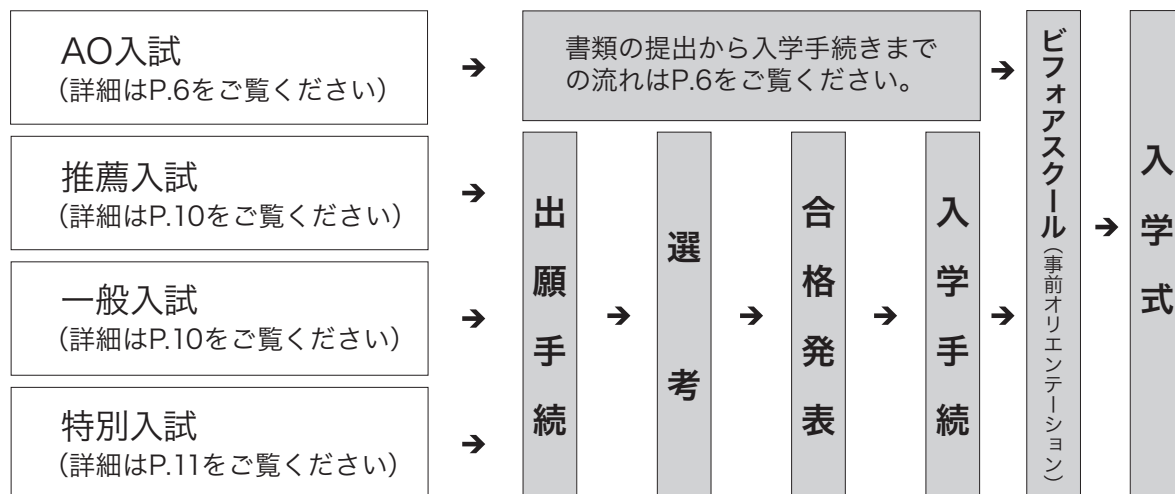 AO入試
(詳細はP.6をご覧ください)
➔
書類の提出から入学手続きまで
の流れはP.6をご覧ください。
➔
推薦入試
(詳細はP.10をご覧ください)
➔
一般入試
(詳細はP.10をご覧ください)
➔
特別入試
(詳細はP.11をご覧ください)
➔
出願手続
➔
選考
➔
合格発表
➔
入学手続
➔
ビフォアスクール(事前オリエンテーション)
➔
入学式